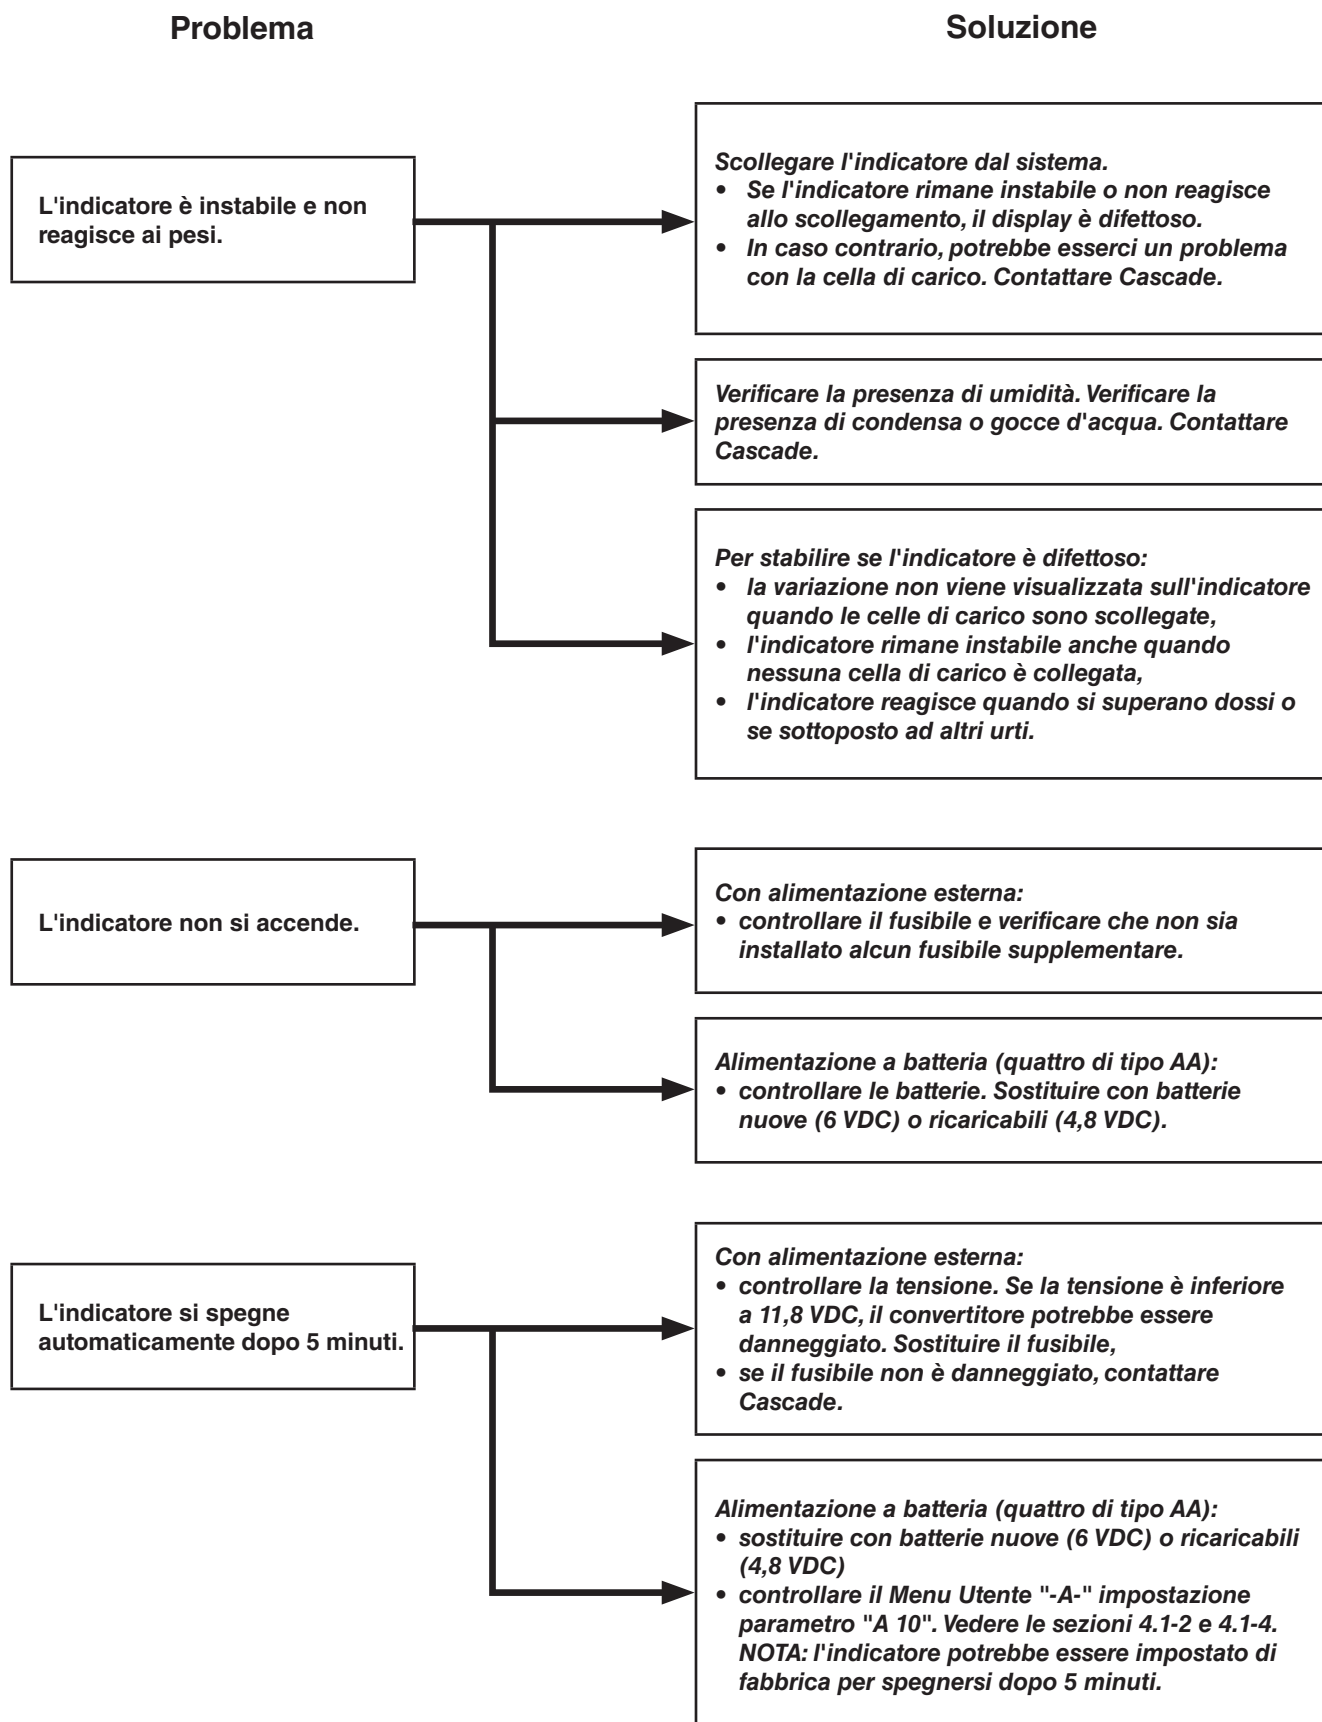 Problema
Soluzione
L'indicatore è instabile e non
reagisce ai pesi.
Scollegare l'indicatore dal sistema.
• Se l'indicatore rimane instabile o non reagisce
allo scollegamento, il display è difettoso.
• In caso contrario, potrebbe esserci un problema
con la cella di carico. Contattare Cascade.
Verificare la presenza di umidità. Verificare la
presenza di condensa o gocce d'acqua. Contattare
Cascade.
Per stabilire se l'indicatore è difettoso:
• la variazione non viene visualizzata sull'indicatore
quando le celle di carico sono scollegate,
• l'indicatore rimane instabile anche quando
nessuna cella di carico è collegata,
• l'indicatore reagisce quando si superano dossi o
se sottoposto ad altri urti.
L'indicatore non si accende.
Con alimentazione esterna:
• controllare il fusibile e verificare che non sia
installato alcun fusibile supplementare.
Alimentazione a batteria (quattro di tipo AA):
• controllare le batterie. Sostituire con batterie
nuove (6 VDC) o ricaricabili (4,8 VDC).
L'indicatore si spegne
automaticamente dopo 5 minuti.
Con alimentazione esterna:
• controllare la tensione. Se la tensione è inferiore
a 11,8 VDC, il convertitore potrebbe essere
danneggiato. Sostituire il fusibile,
• se il fusibile non è danneggiato, contattare
Cascade.
Alimentazione a batteria (quattro di tipo AA):
• sostituire con batterie nuove (6 VDC) o ricaricabili
(4,8 VDC)
• controllare il Menu Utente "-A-" impostazione
parametro "A 10". Vedere le sezioni 4.1-2 e 4.1-4.
NOTA: l'indicatore potrebbe essere impostato di
fabbrica per spegnersi dopo 5 minuti.